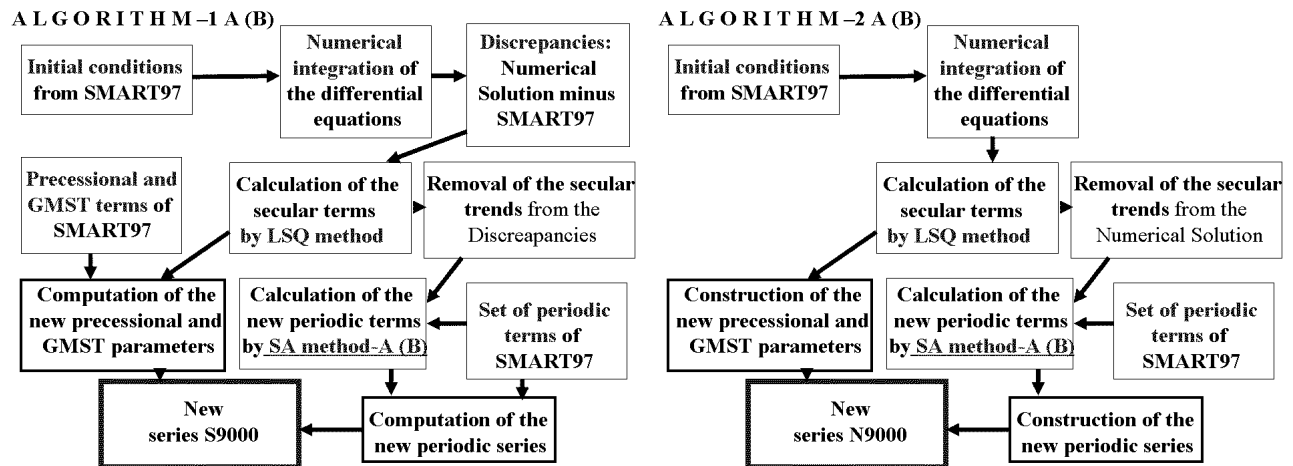 A L G O R I T H M –1 A (B)
Initial conditions
from SMART97
Numerical
integration of
the differential
equations
Discrepancies:
Numerical
Solution minus
SMART97
Precessional and
GMST terms of
SMART97
Calculation of the
secular terms
by LSQ method
Removal of the secular
trends from the
Discreapancies
Computation of the
new precessional and
GMST parameters
Calculation of the
new periodic terms
by SA method-A (B)
Set of periodic
terms of
SMART97
New
series S9000
Computation of the
new periodic series
A L G O R I T H M –2 A (B)
Initial conditions
from SMART97
Numerical
integration of
the differential
equations
Calculation of the
secular terms
by LSQ method
Removal of the secular
trends from the
Numerical Solution
Construction of the
new precessional and
GMST parameters
Calculation of the
new periodic terms
by SA method-A (B)
Set of periodic
terms of
SMART97
New
series N9000
Construction of the
new periodic series